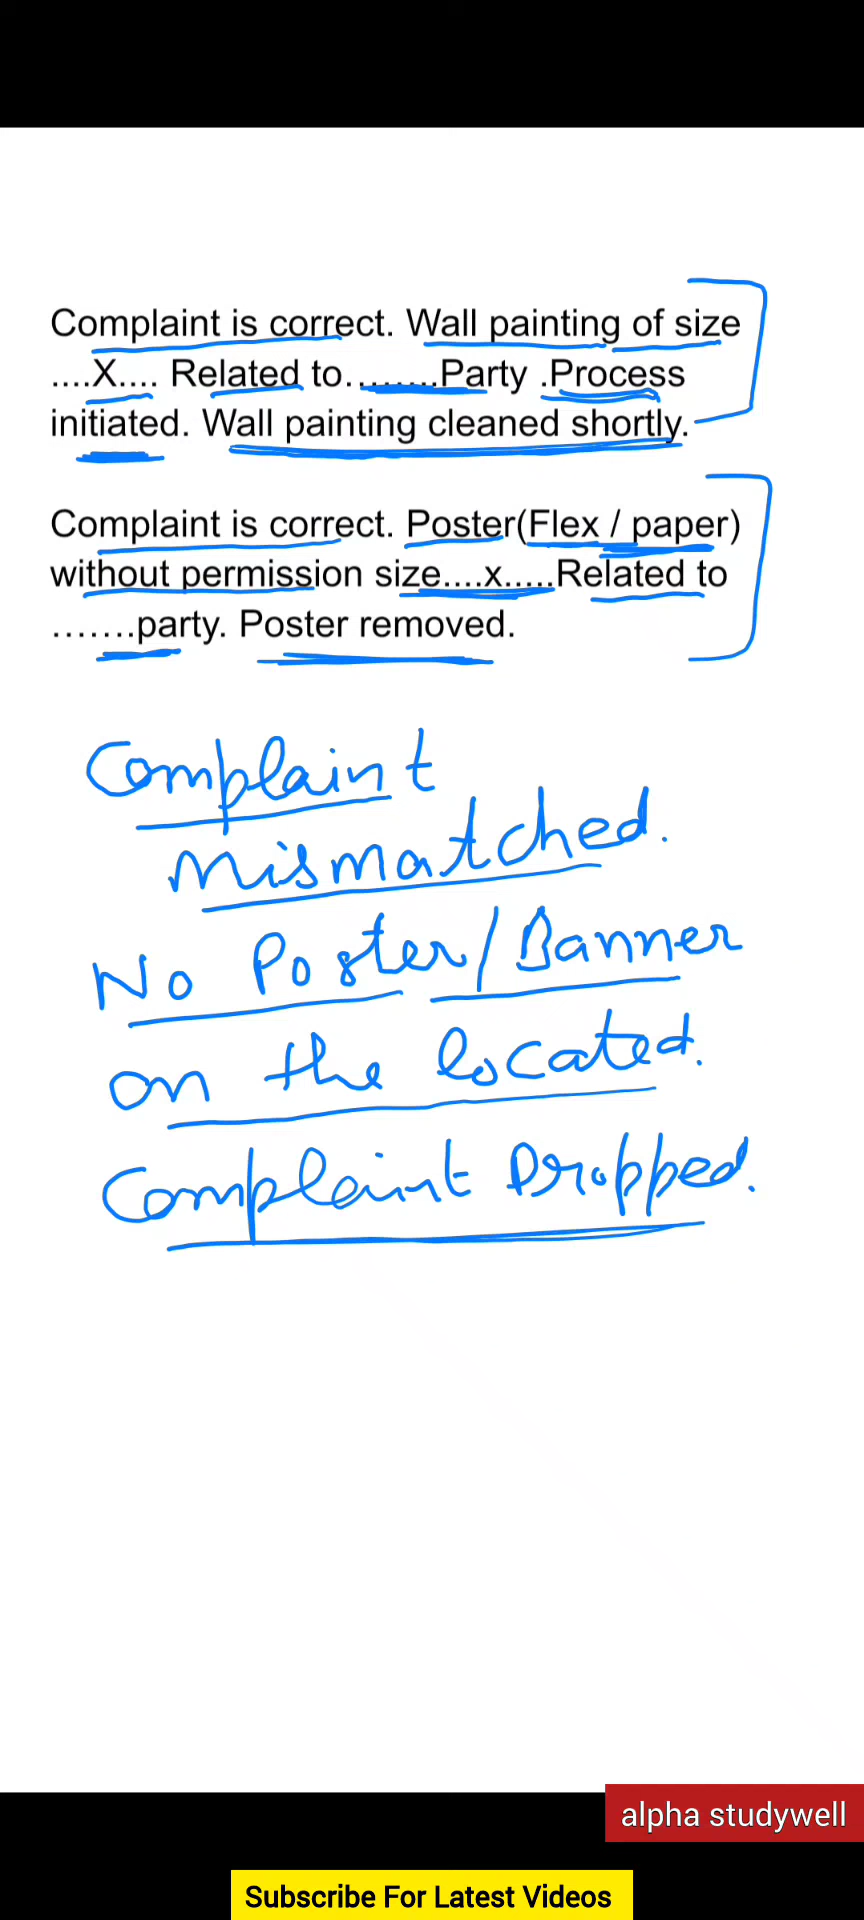 Complaint is correct. Wall painting of size
....X.... Related to.........Party .Process
initiated. Wall painting cleaned shortly.
Complaint is correct. Poster(Flex / paper)
without permission size....x.....Related to
.......party. Poster removed.
Complaint
Mismatched.
No Poster/Banner
on the located.
Complaint Dropped.
alpha studywell
Subscribe For Latest Videos